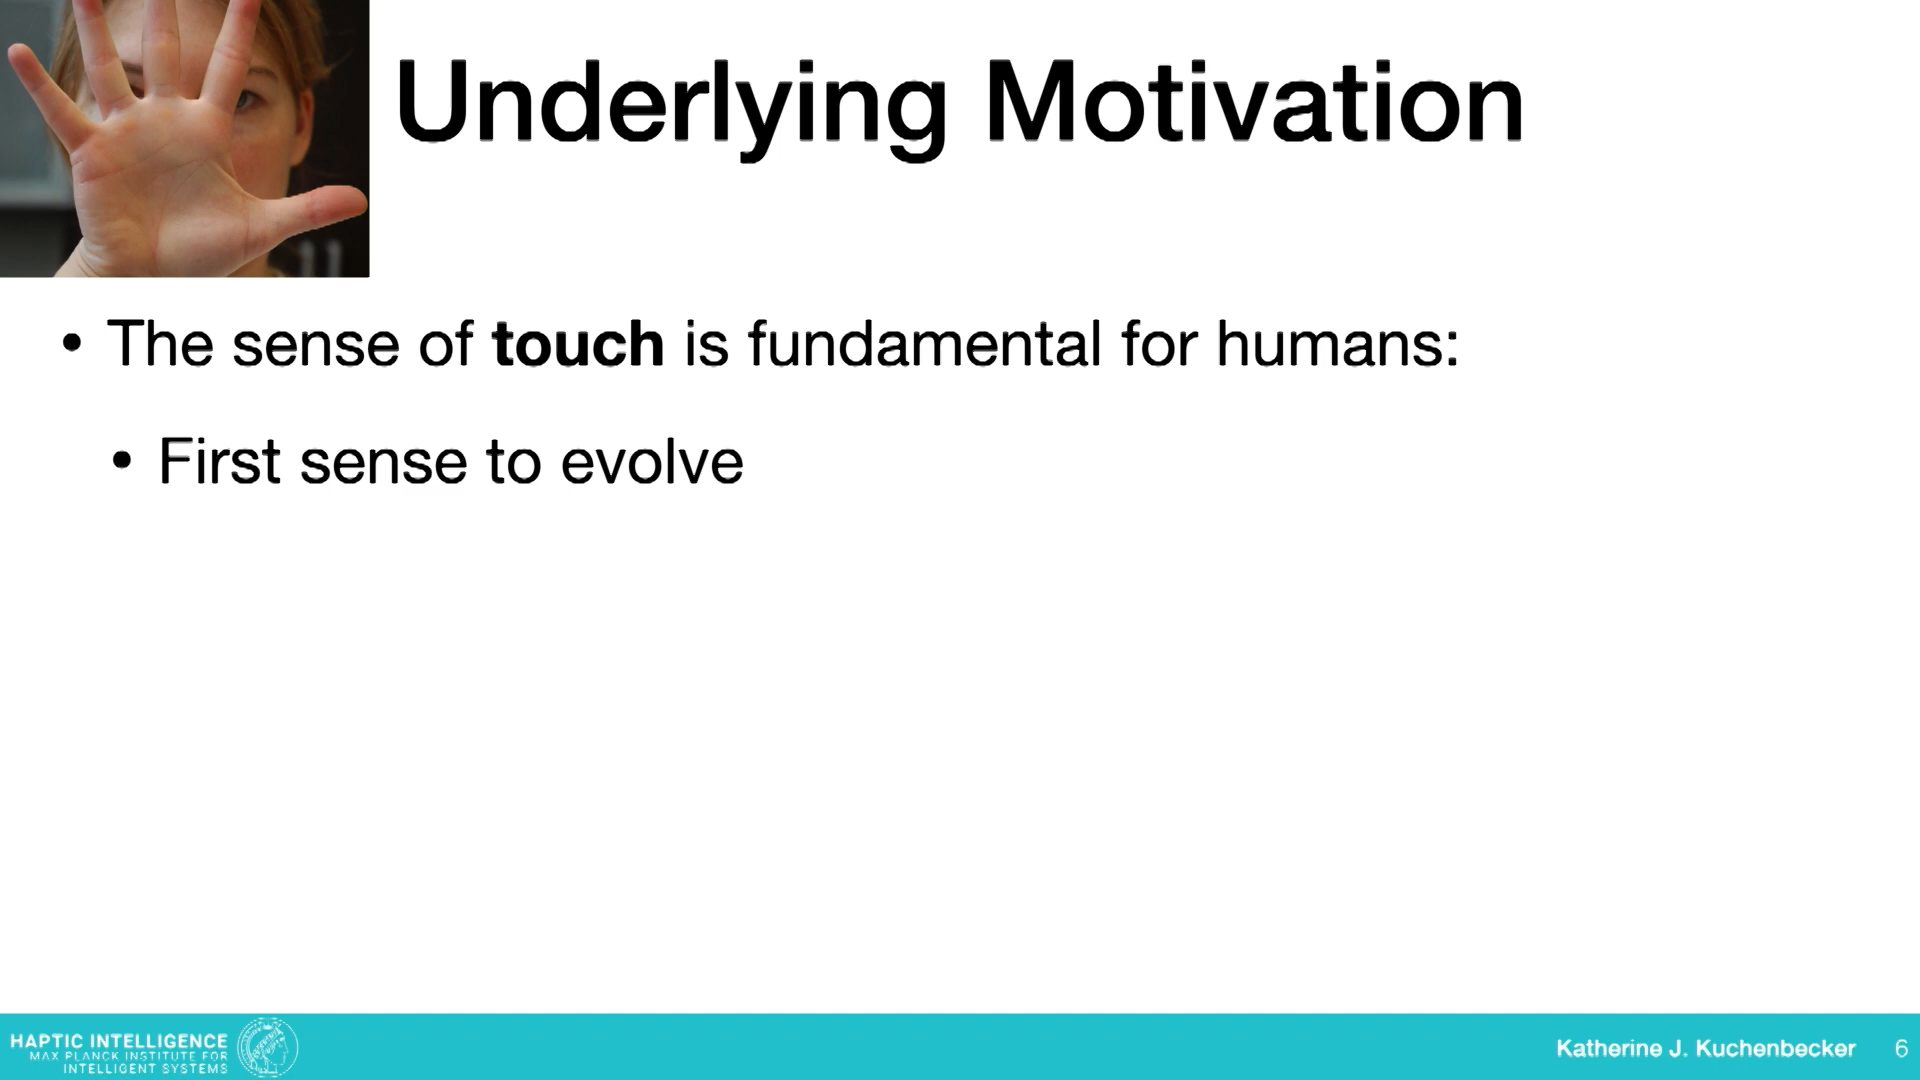 Underlying Motivation
• The sense of touch is fundamental for humans:
• First sense to evolve
HAPTIC INTELLIGENCE
MAX PLANCK INSTITUTE FOR
INTELLIGENT SYSTEMS
Katherine J. Kuchenbecker 6